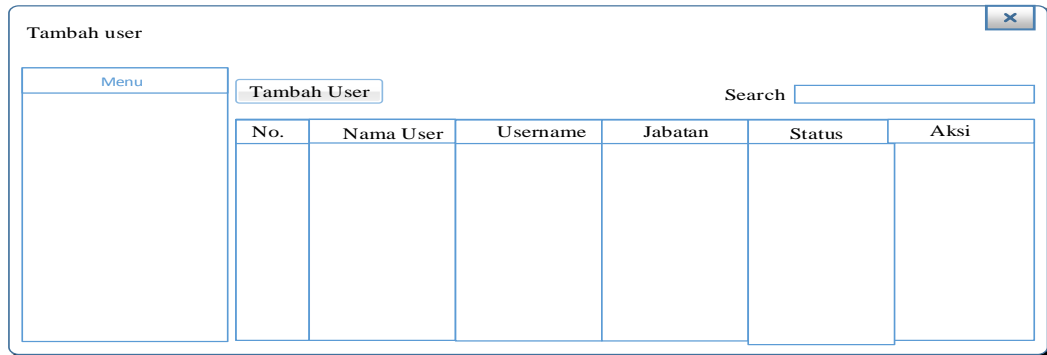 Tambah user
Menu
Tambah User
Search
No. Nama User Username Jabatan Status Aksi